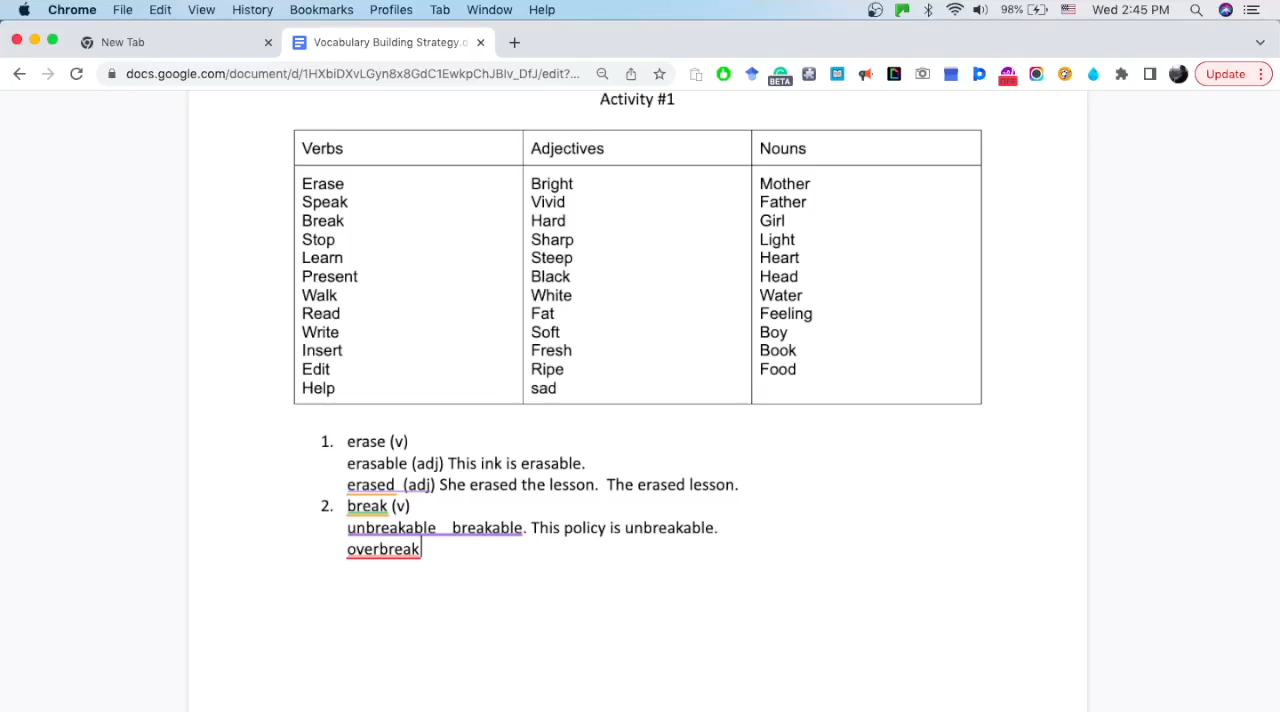 Chrome File Edit View History Bookmarks Profiles Tab Window Help 98% Wed 2:45 PM
New Tab Vocabulary Building Strategy.
docs.google.com/document/d/1HXbiDXvLGyn8x8GdC1EwkpChJBlv_DfJ/edit?... BETA OFF Update
Activity #1
Verbs Adjectives Nouns
Erase Bright Mother
Speak Vivid Father
Break Hard Girl
Stop Sharp Light
Learn Steep Heart
Present Black Head
Walk White Water
Read Fat Feeling
Write Soft Boy
Insert Fresh Book
Edit Ripe Food
Help sad
1. erase (v)
erasable (adj) This ink is erasable.
erased (adj) She erased the lesson. The erased lesson.
2. break (v)
unbreakable breakable. This policy is unbreakable.
overbreak